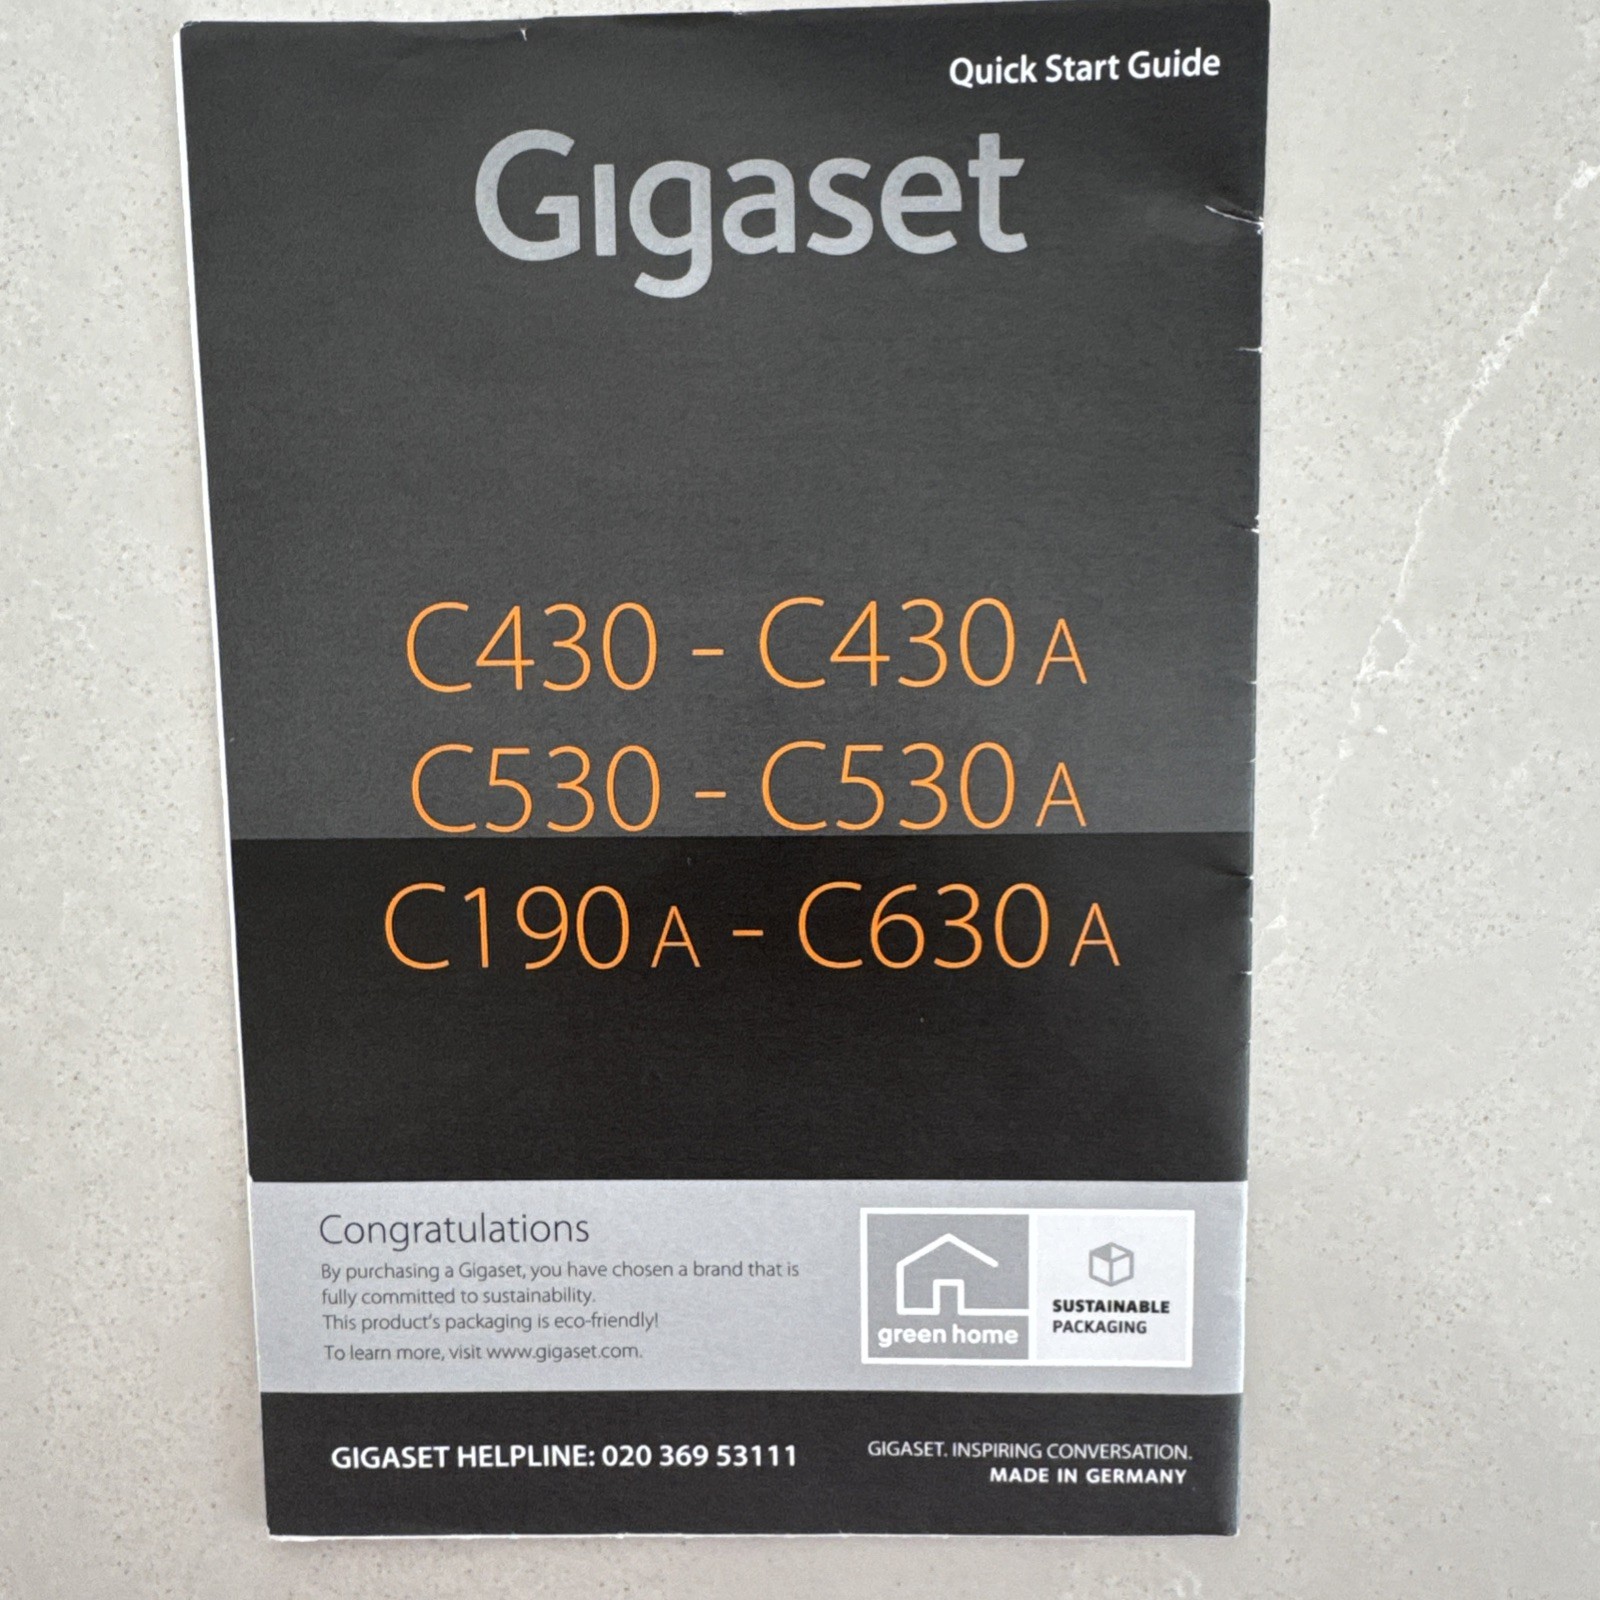 Quick Start Guide
Gigaset
C430 - C430 A
C530 - C530 A
C190 A - C630 A
Congratulations
By purchasing a Gigaset, you have chosen a brand that is
fully committed to sustainability.
This product's packaging is eco-friendly!
To learn more, visit www.gigaset.com.
green home
SUSTAINABLE
PACKAGING
GIGASET HELPLINE: 020 369 53111
GIGASET. INSPIRING CONVERSATION.
MADE IN GERMANY